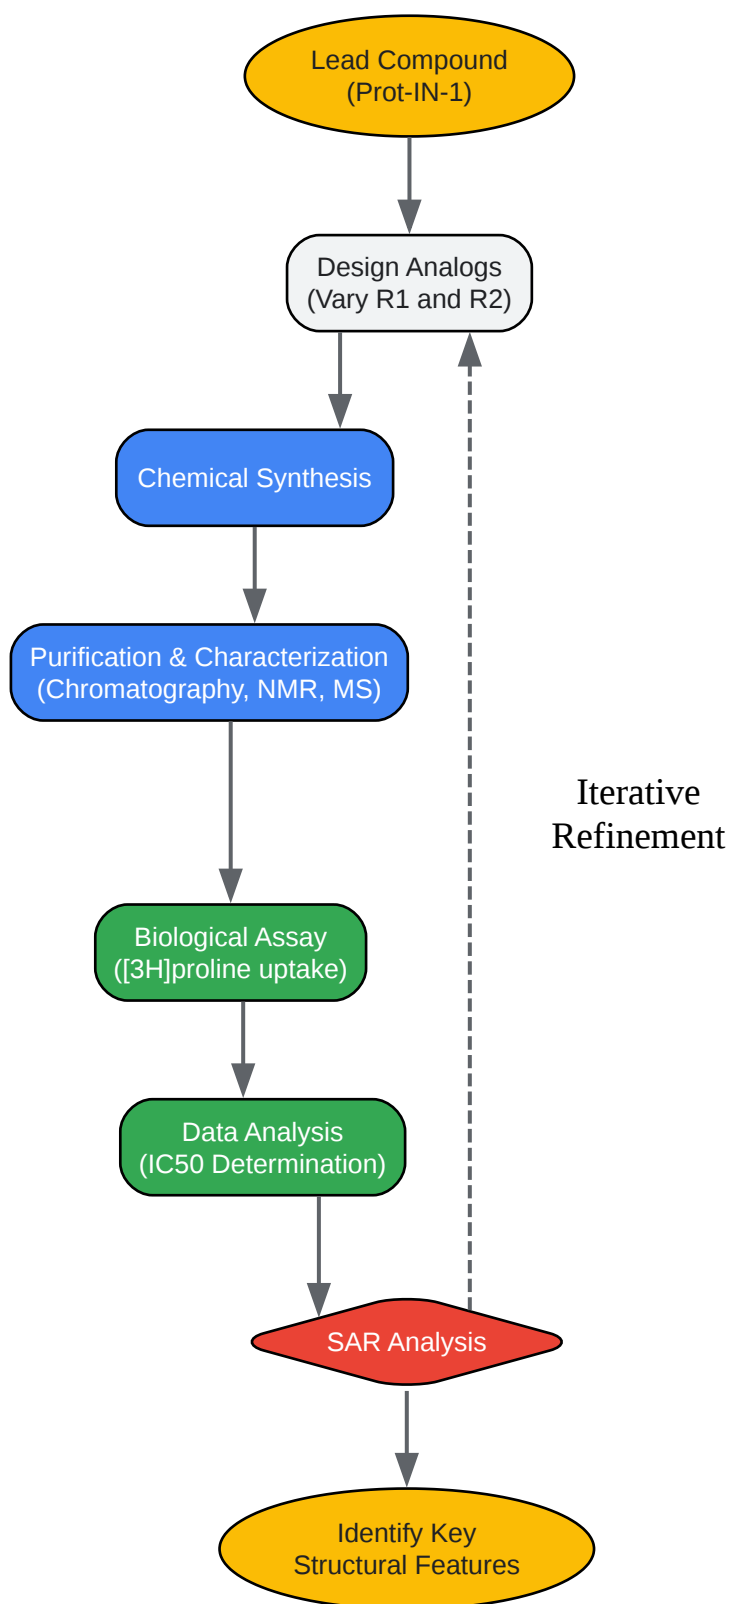 Lead Compound
(Prot-IN-1)
Design Analogs
(Vary R1 and R2)
Chemical Synthesis
Purification & Characterization
(Chromatography, NMR, MS)
Iterative
Refinement
Biological Assay
([3H]proline uptake)
Data Analysis
(IC50 Determination)
SAR Analysis
Identify Key
Structural Features